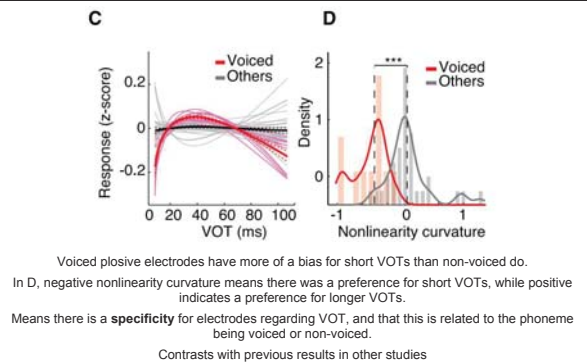 C
D
Voiced
Others
Response (z-score)
0.2
0
-0.2
0 20 40 60 80 100
VOT (ms)
***
Voiced
Others
Density
2
1
0
-1 0 1
Nonlinearity curvature
Voiced plosive electrodes have more of a bias for short VOTs than non-voiced do.
In D, negative nonlinearity curvature means there was a preference for short VOTs, while positive
indicates a preference for longer VOTs.
Means there is a specificity for electrodes regarding VOT, and that this is related to the phoneme
being voiced or non-voiced.
Contrasts with previous results in other studies